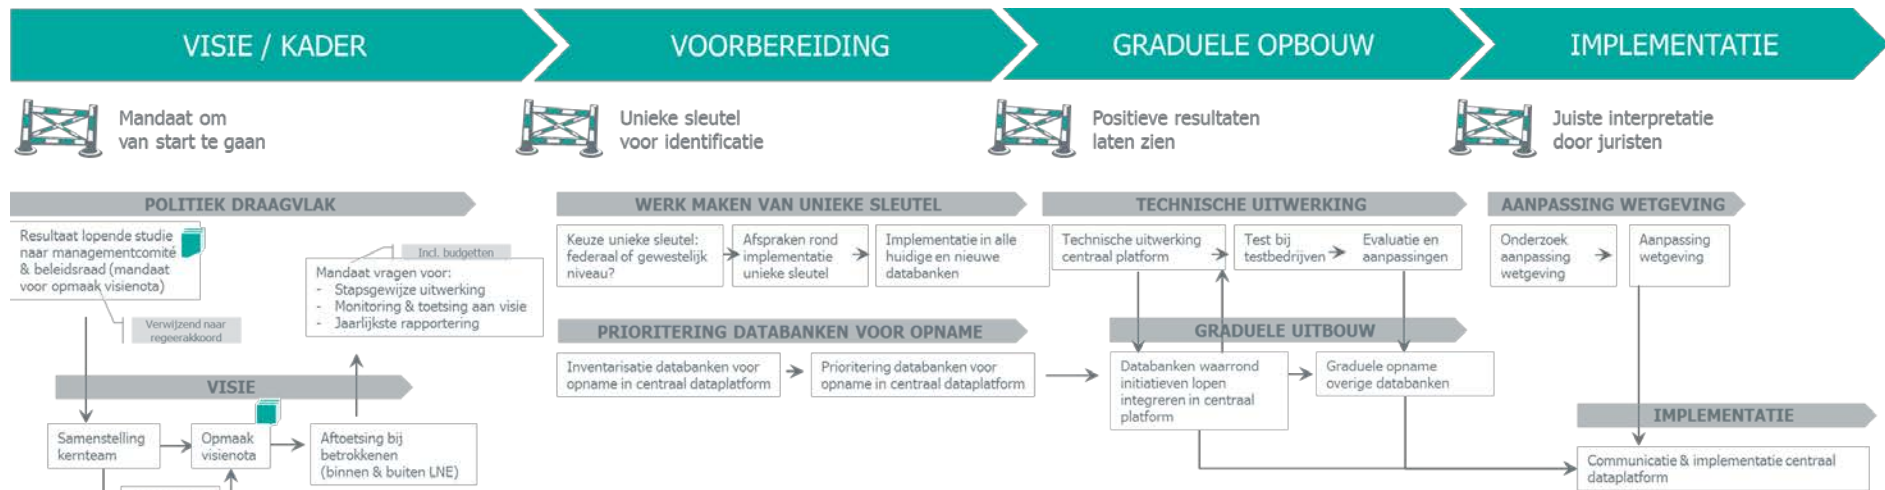 VISIE / KADER
VOORBEREIDING
GRADUELE OPBOUW
IMPLEMENTATIE
Mandaat om
van start te gaan
Unieke sleutel
voor identificatie
Positieve resultaten
laten zien
Juiste interpretatie
door juristen
POLITIEK DRAAGVLAK
Resultaat lopende studie
naar managementcomité
& beleidsraad (mandaat
voor opmaak visienota)
Verwijzend naar
regeerakkoord
Incl. budgetten
Mandaat vragen voor:
- Stapsgewijze uitwerking
- Monitoring & toetsing aan visie
- Jaarlijkste rapportering
VISIE
Samenstelling
kernteam
Opmaak
visienota
Aftoetsing bij
betrokkenen
(binnen & buiten LNE)
WERK MAKEN VAN UNIEKE SLEUTEL
Keuze unieke sleutel:
federaal of gewestelijk
niveau?
Afspraken rond
implementatie
unieke sleutel
Implementatie in alle
huidige en nieuwe
databanken
PRIORITERING DATABANKEN VOOR OPNAME
Inventarisatie databanken voor
opname in centraal dataplatform
Prioritering databanken voor
opname in centraal dataplatform
TECHNISCHE UITWERKING
Technische uitwerking
centraal platform
Test bij
testbedrijven
Evaluatie en
aanpassingen
GRADUELE UITBOUW
Databanken waarrond
initiatieven lopen
integreren in centraal
platform
Graduele opname
overige databanken
AANPASSING WETGEVING
Onderzoek
aanpassing
wetgeving
Aanpassing
wetgeving
IMPLEMENTATIE
Communicatie & implementatie centraal
dataplatform